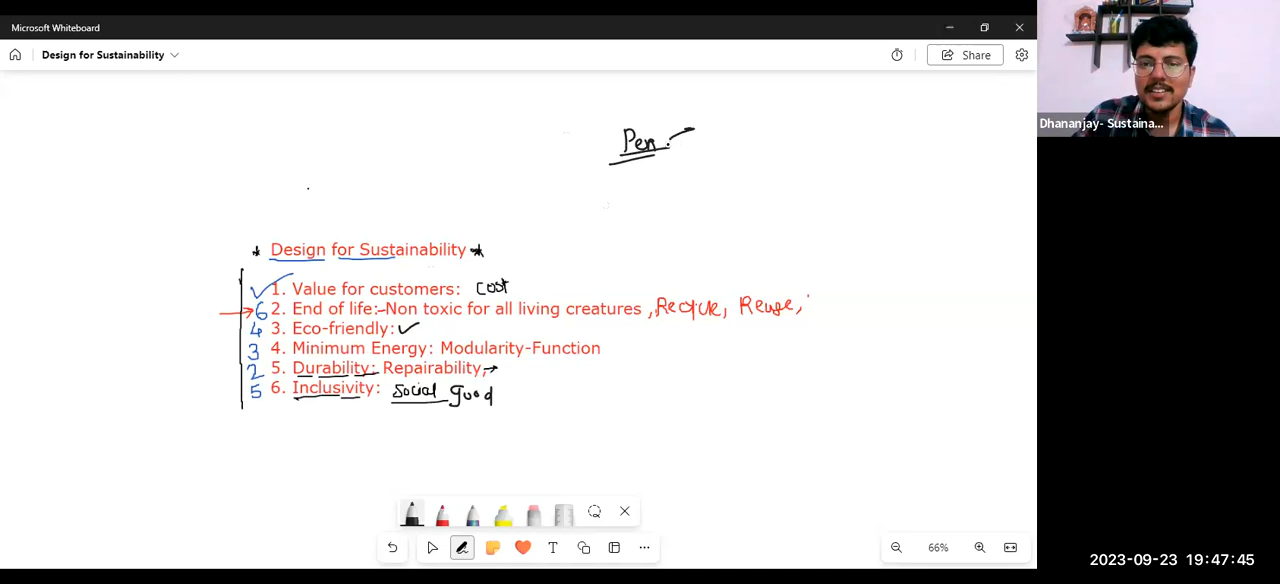 Microsoft Whiteboard
Design for Sustainability
Share
Dhananjay- Sustaina...
Pen
* Design for Sustainability *
1. Value for customers: cost
6 2. End of life:-Non toxic for all living creatures , Recycle, Reuse,
4 3. Eco-friendly: ✓
3 4. Minimum Energy: Modularity-Function
2 5. Durability: Repairability,
5 6. Inclusivity: social good
66%
2023-09-23 19:47:45